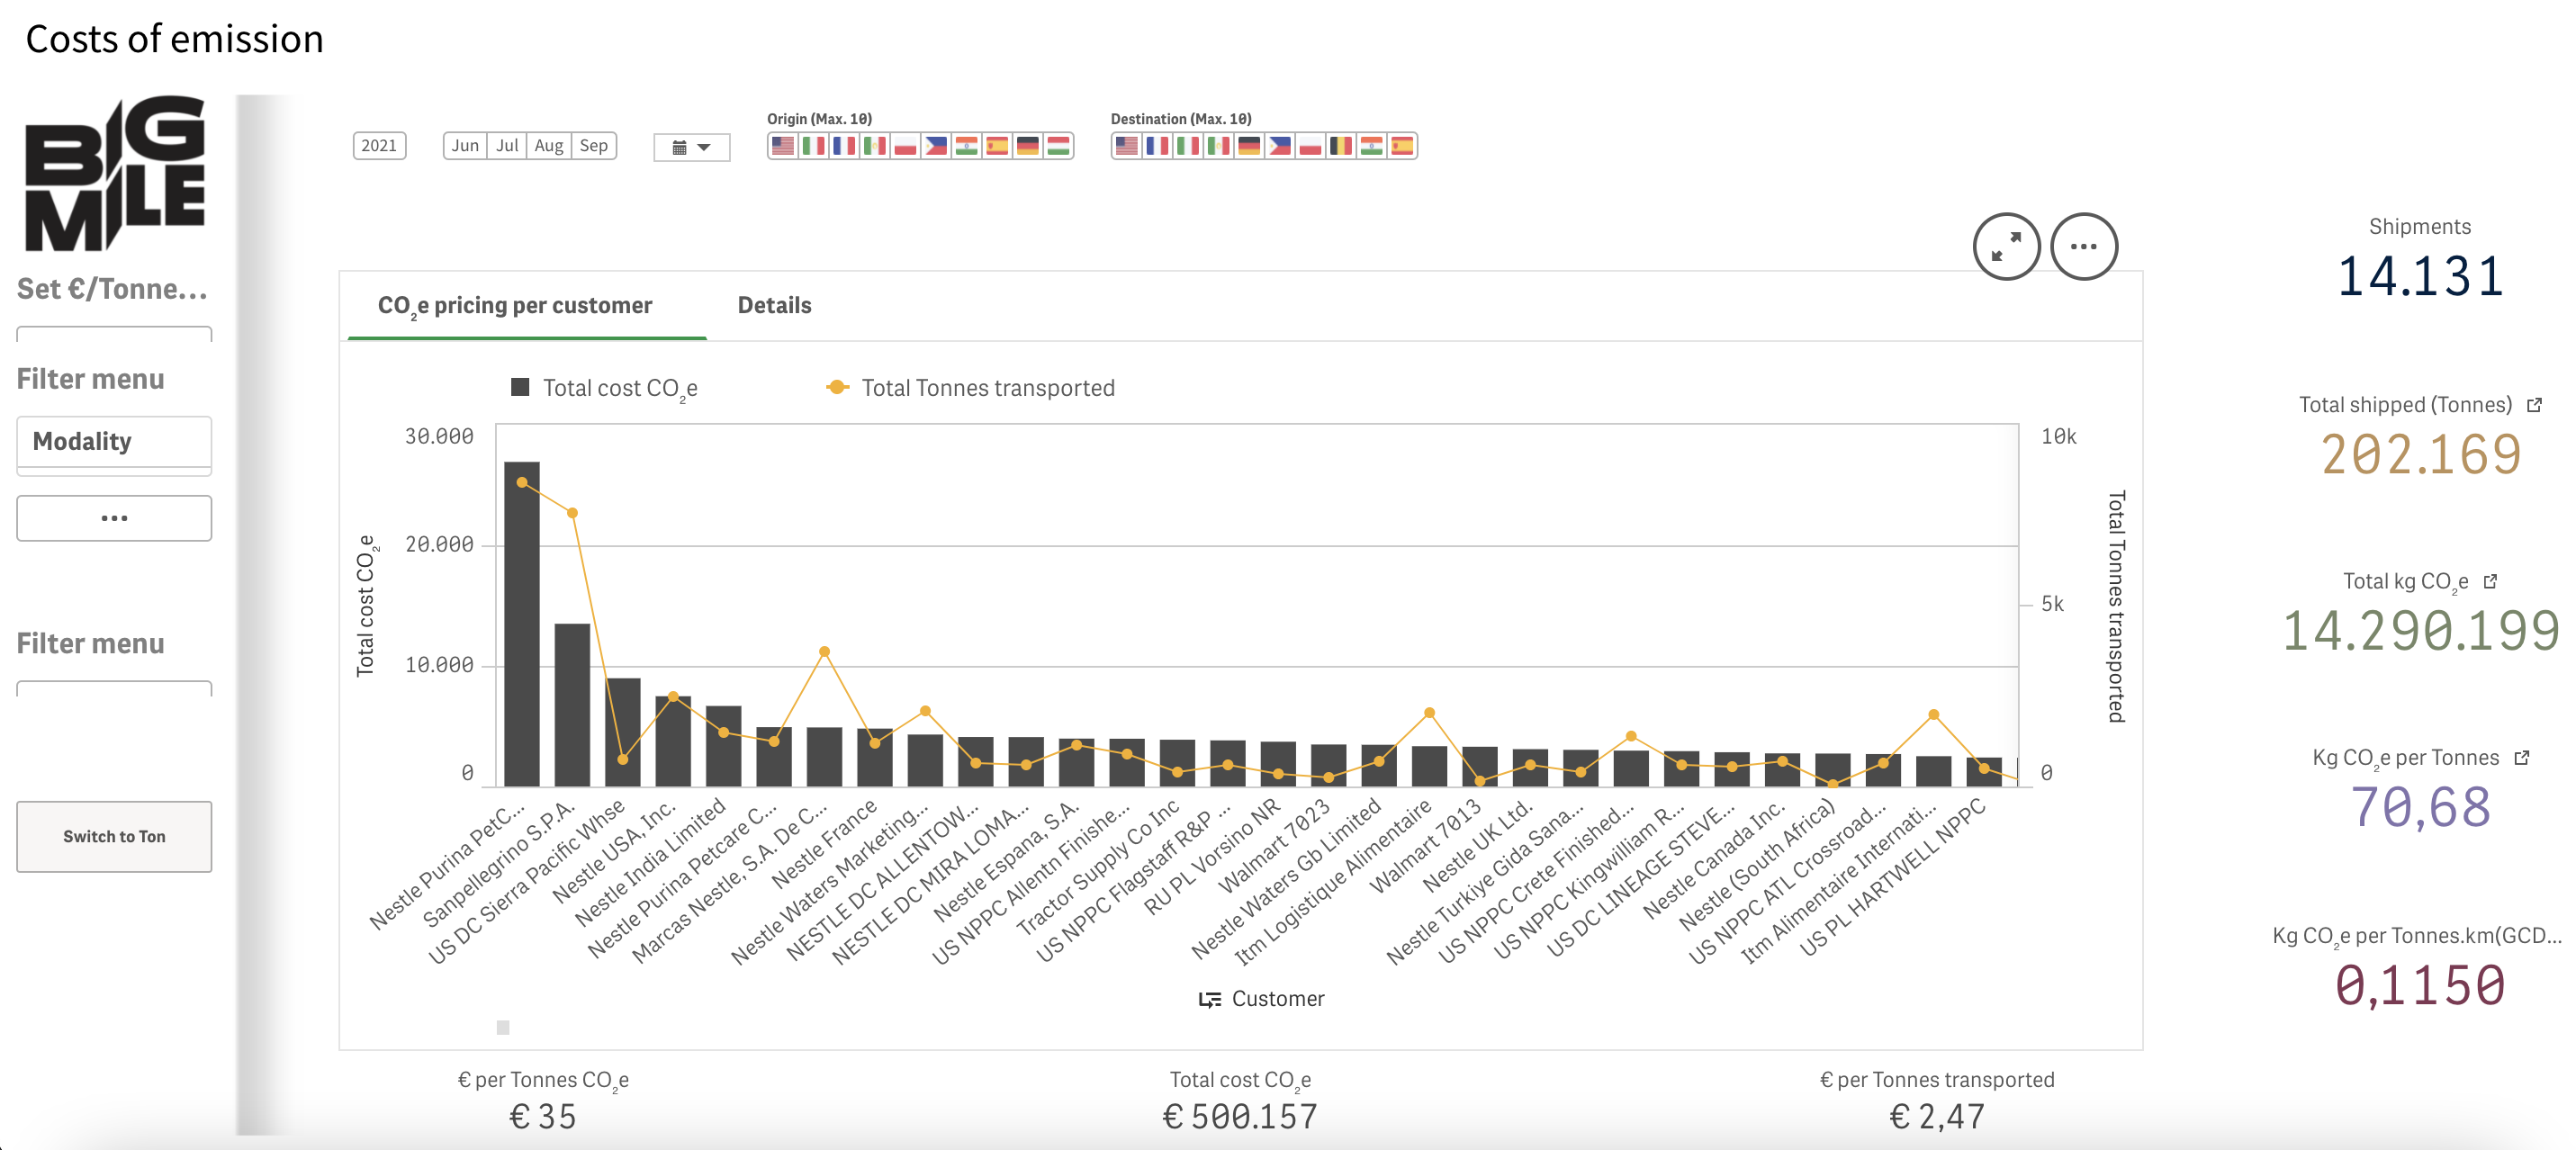 Costs of emission
BIG
MILE
Set €/Tonne...
Filter menu
Modality
...
Filter menu
Switch to Ton
2021
Jun Jul Aug Sep
Origin (Max. 10)
Destination (Max. 10)
...
CO₂e pricing per customer
Details
Total cost CO₂e
Total Tonnes transported
30.000
20.000
10.000
0
Total cost CO₂e
10k
5k
0
Total Tonnes transported
Nestle Purina PetC...
Sanpellegrino S.P.A.
US DC Sierra Pacific Whse
Nestle USA, Inc.
Nestle India Limited
Nestle Purina Petcare C...
Marcas Nestle, S.A. De C...
Nestle France
Nestle Waters Marketing...
NESTLE DC ALLENTOW...
NESTLE DC MIRA LOMA...
Nestle Espana, S.A.
US NPPC Allentn Finishe...
Tractor Supply Co Inc
US NPPC Flagstaff R&P ...
RU PL Vorsino NR
Walmart 7023
Nestle Waters Gb Limited
Itm Logistique Alimentaire
Walmart 7013
Nestle UK Ltd.
Nestle Turkiye Gida Sana...
US NPPC Crete Finished...
US NPPC Kingwilliam R...
US DC LINEAGE STEVE...
Nestle Canada Inc.
Nestle (South Africa)
US NPPC ATL Crossroad...
Itm Alimentaire Internati...
US PL HARTWELL NPPC
Customer
€ per Tonnes CO₂e
€ 35
Total cost CO₂e
€ 500.157
€ per Tonnes transported
€ 2,47
Shipments
14.131
Total shipped (Tonnes)
202.169
Total kg CO₂e
14.290.199
Kg CO₂e per Tonnes
70,68
Kg CO₂e per Tonnes.km(GCD...
0,1150